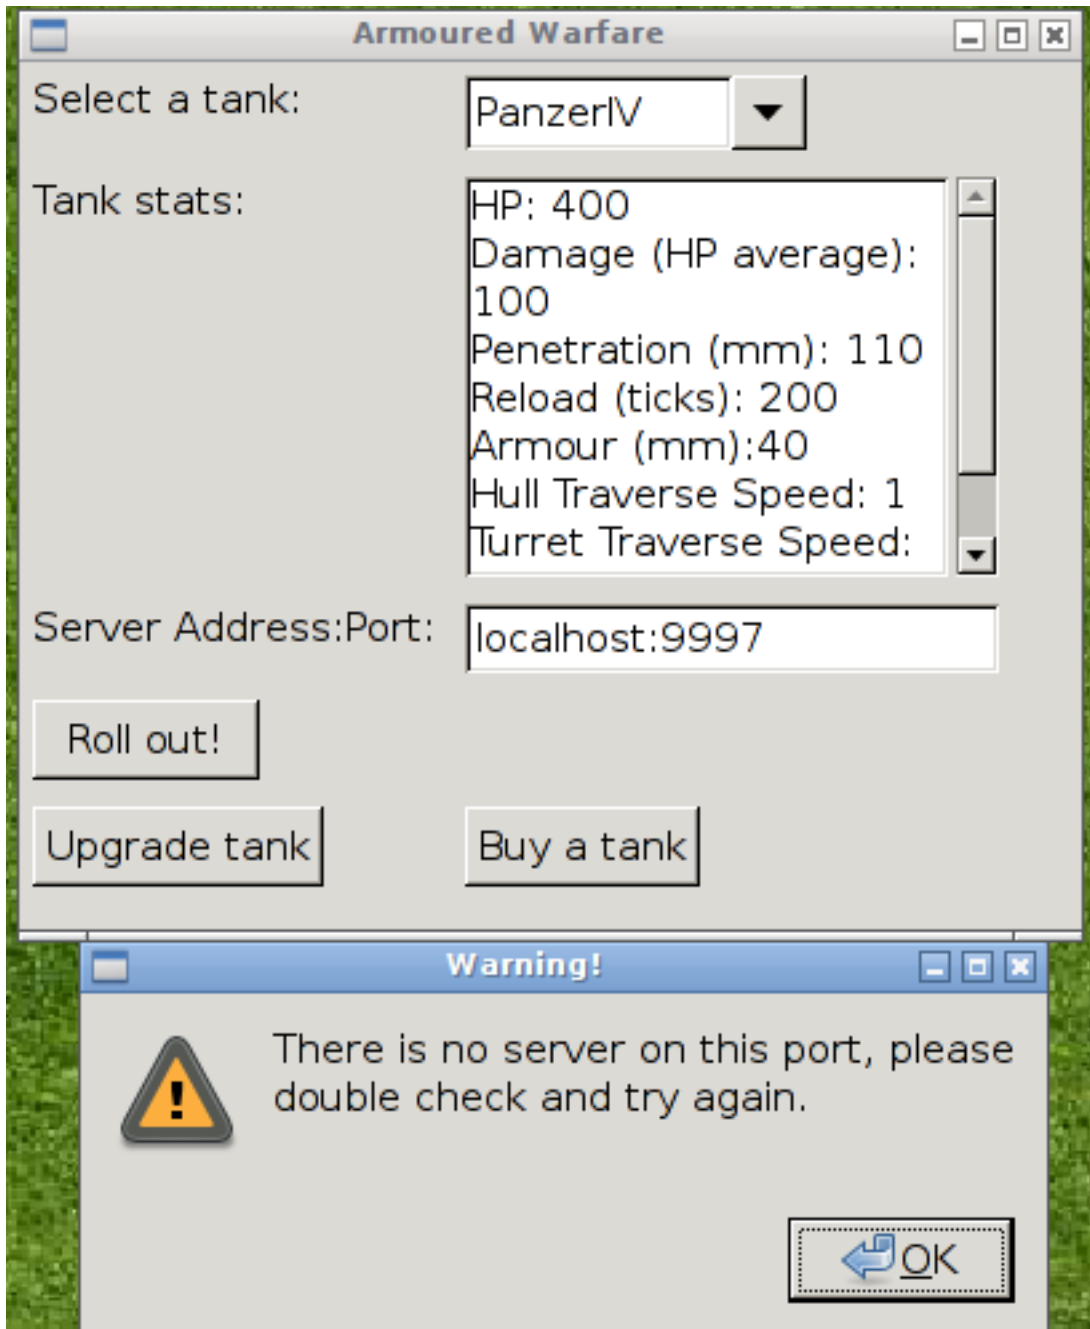 Armoured Warfare
Select a tank:
PanzerIV
Tank stats:
HP: 400
Damage (HP average):
100
Penetration (mm): 110
Reload (ticks): 200
Armour (mm):40
Hull Traverse Speed: 1
Turret Traverse Speed:
Server Address:Port:
localhost:9997
Roll out!
Upgrade tank
Buy a tank
Warning!
There is no server on this port, please
double check and try again.
OK